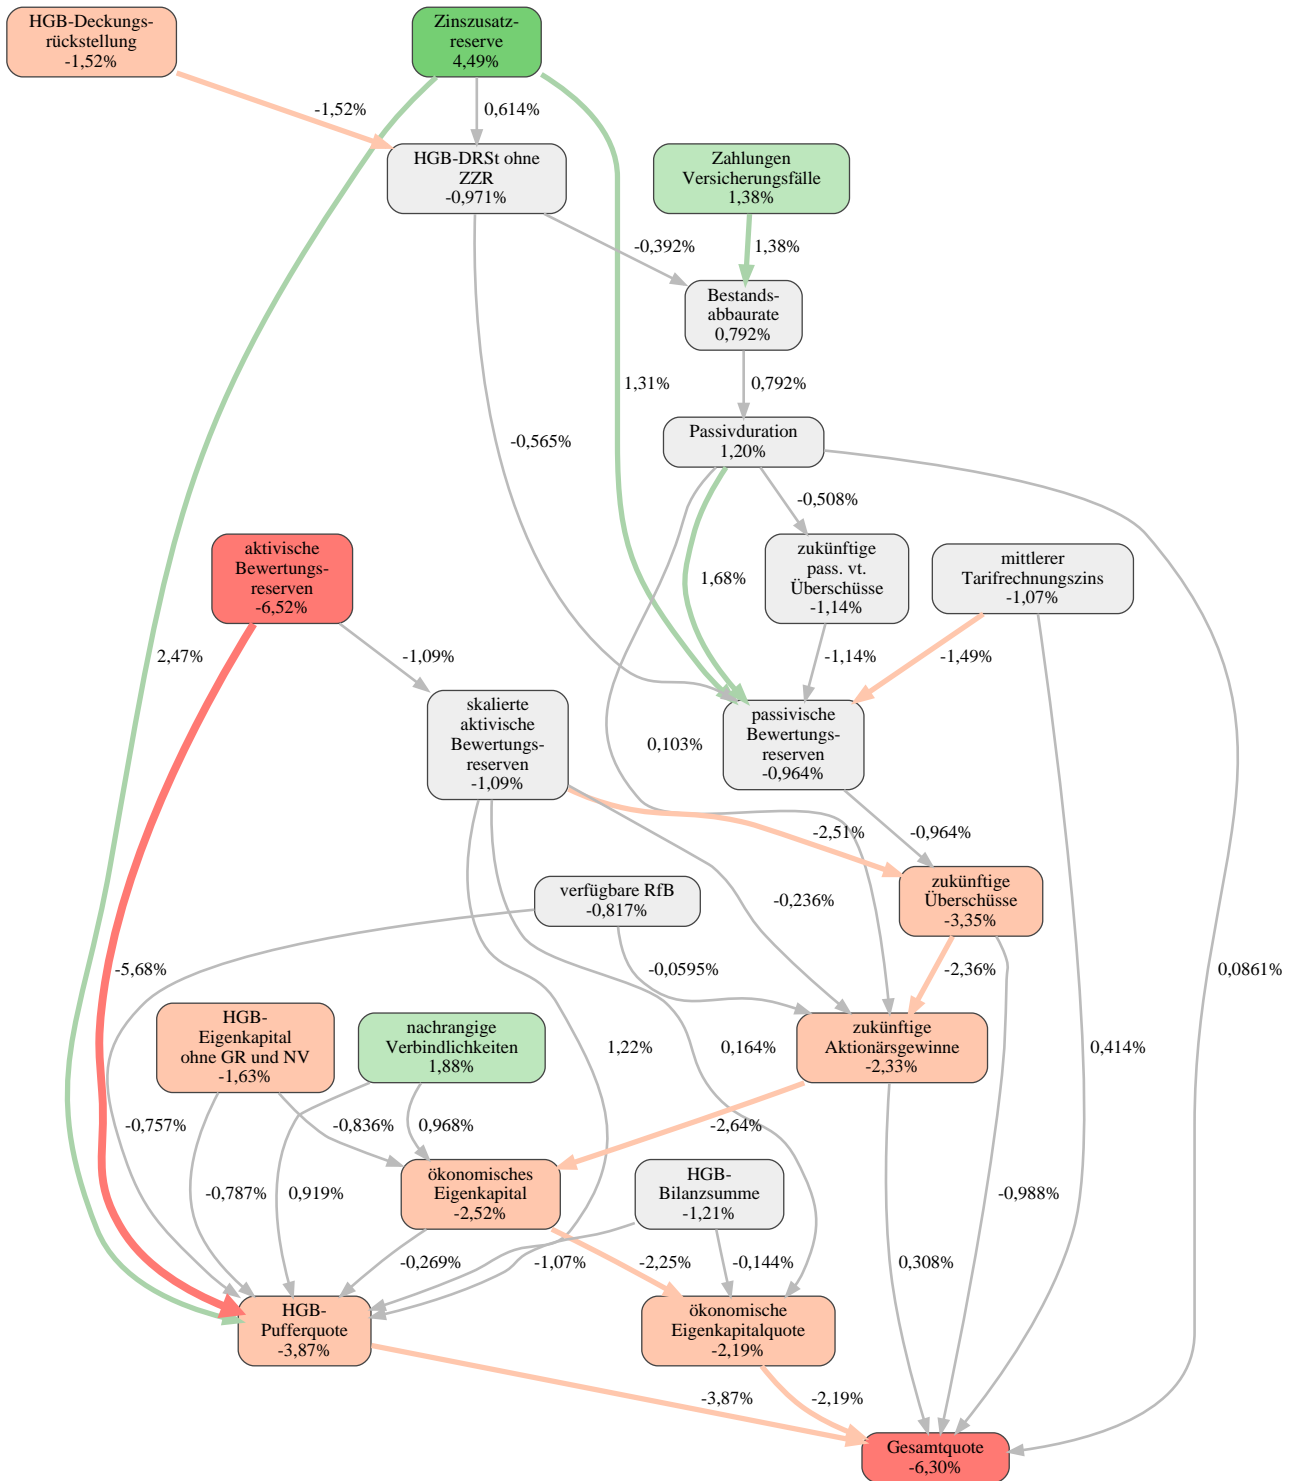 HGB-Deckungs-
rückstellung
-1,52%
Zinszusatz-
reserve
4,49%
-1,52%
0,614%
HGB-DRSt ohne
ZZR
-0,971%
Zahlungen
Versicherungsfälle
1,38%
-0,392%
1,38%
Bestands-
abbaurate
0,792%
1,31%
0,792%
-0,565%
Passivduration
1,20%
-0,508%
aktivische
Bewertungs-
reserven
-6,52%
zukünftige
pass. vt.
Überschüsse
-1,14%
mittlerer
Tarifrechnungszins
-1,07%
1,68%
2,47%
-1,09%
-1,14%
-1,49%
skalierte
aktivische
Bewertungs-
reserven
-1,09%
passivische
Bewertungs-
reserven
-0,964%
0,103%
-2,51%
-0,964%
verfügbare RfB
-0,817%
zukünftige
Überschüsse
-3,35%
-0,236%
-5,68%
-0,0595%
-2,36%
0,0861%
HGB-
Eigenkapital
ohne GR und NV
-1,63%
nachrangige
Verbindlichkeiten
1,88%
zukünftige
Aktionärsgewinne
-2,33%
1,22%
0,164%
0,414%
-0,757%
-0,836%
0,968%
-2,64%
ökonomisches
Eigenkapital
-2,52%
HGB-
Bilanzsumme
-1,21%
-0,787%
0,919%
-0,988%
-0,269%
-1,07%
-2,25%
-0,144%
0,308%
HGB-
Pufferquote
-3,87%
ökonomische
Eigenkapitalquote
-2,19%
-3,87%
-2,19%
Gesamtquote
-6,30%